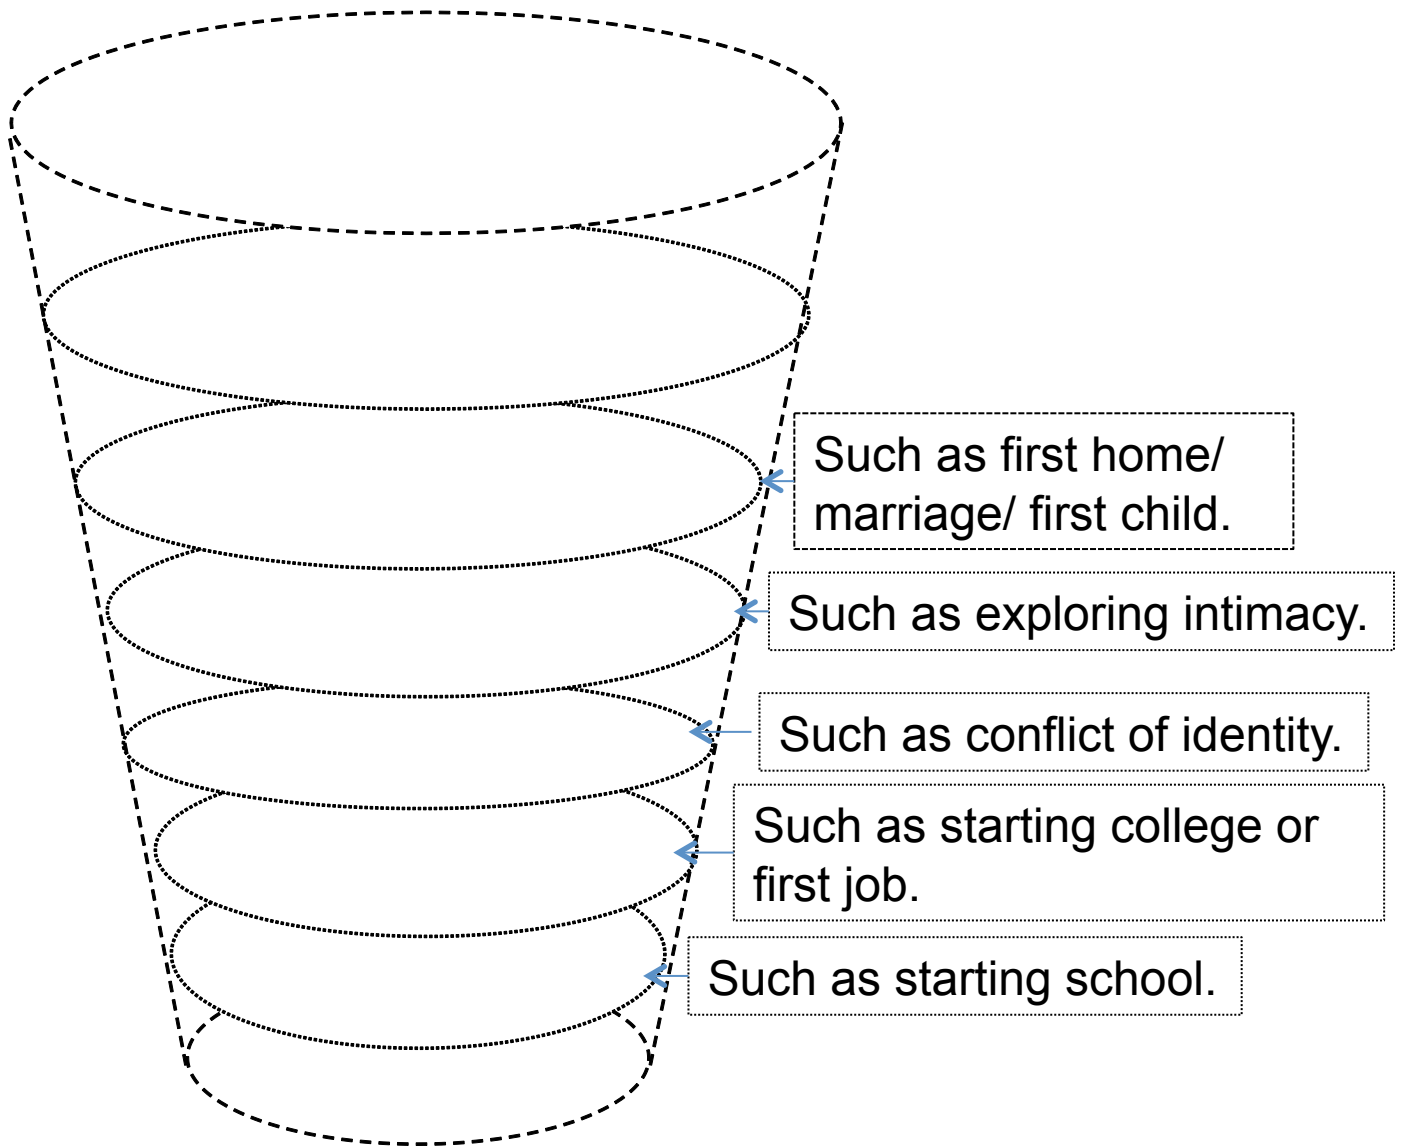 Such as first home/
marriage/ first child.
Such as exploring intimacy.
Such as conflict of identity.
Such as starting college or
first job.
Such as starting school.